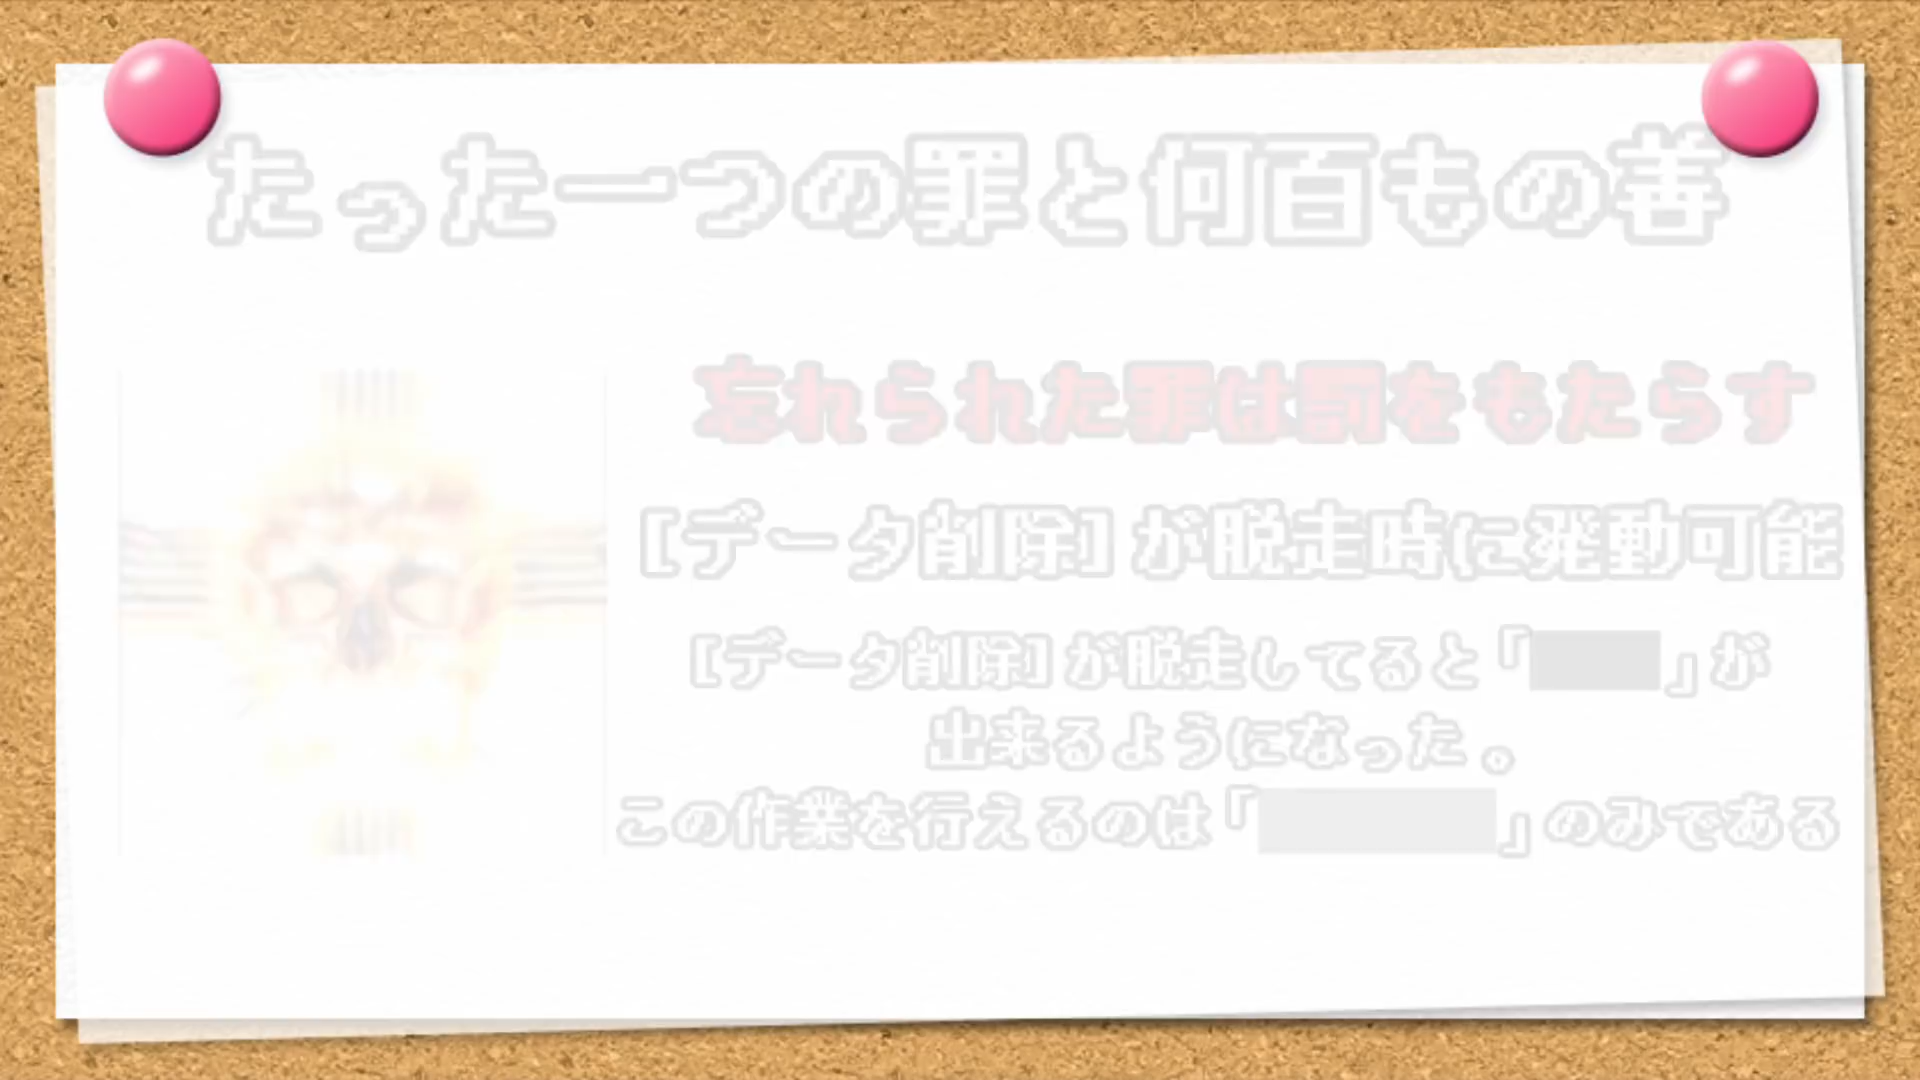 たった一つの罪と何百もの善
忘れられた罪は罰をもたらす
[データ削除]が脱走時に発動可能
[データ削除]が脱走してると「」が
出来るようになった。
この作業を行えるのは「」のみである